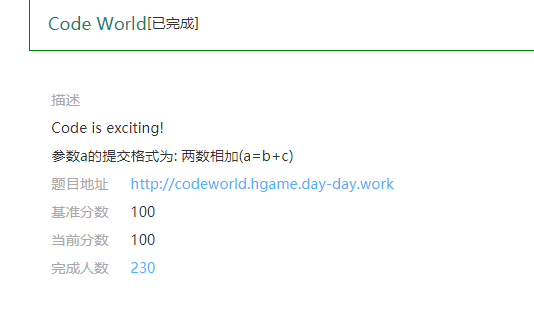 Code World[已完成]
描述
Code is exciting!
参数a的提交格式为: 两数相加(a=b+c)
题目地址 http://codeworld.hgame.day-day.work
基准分数 100
当前分数 100
完成人数 230